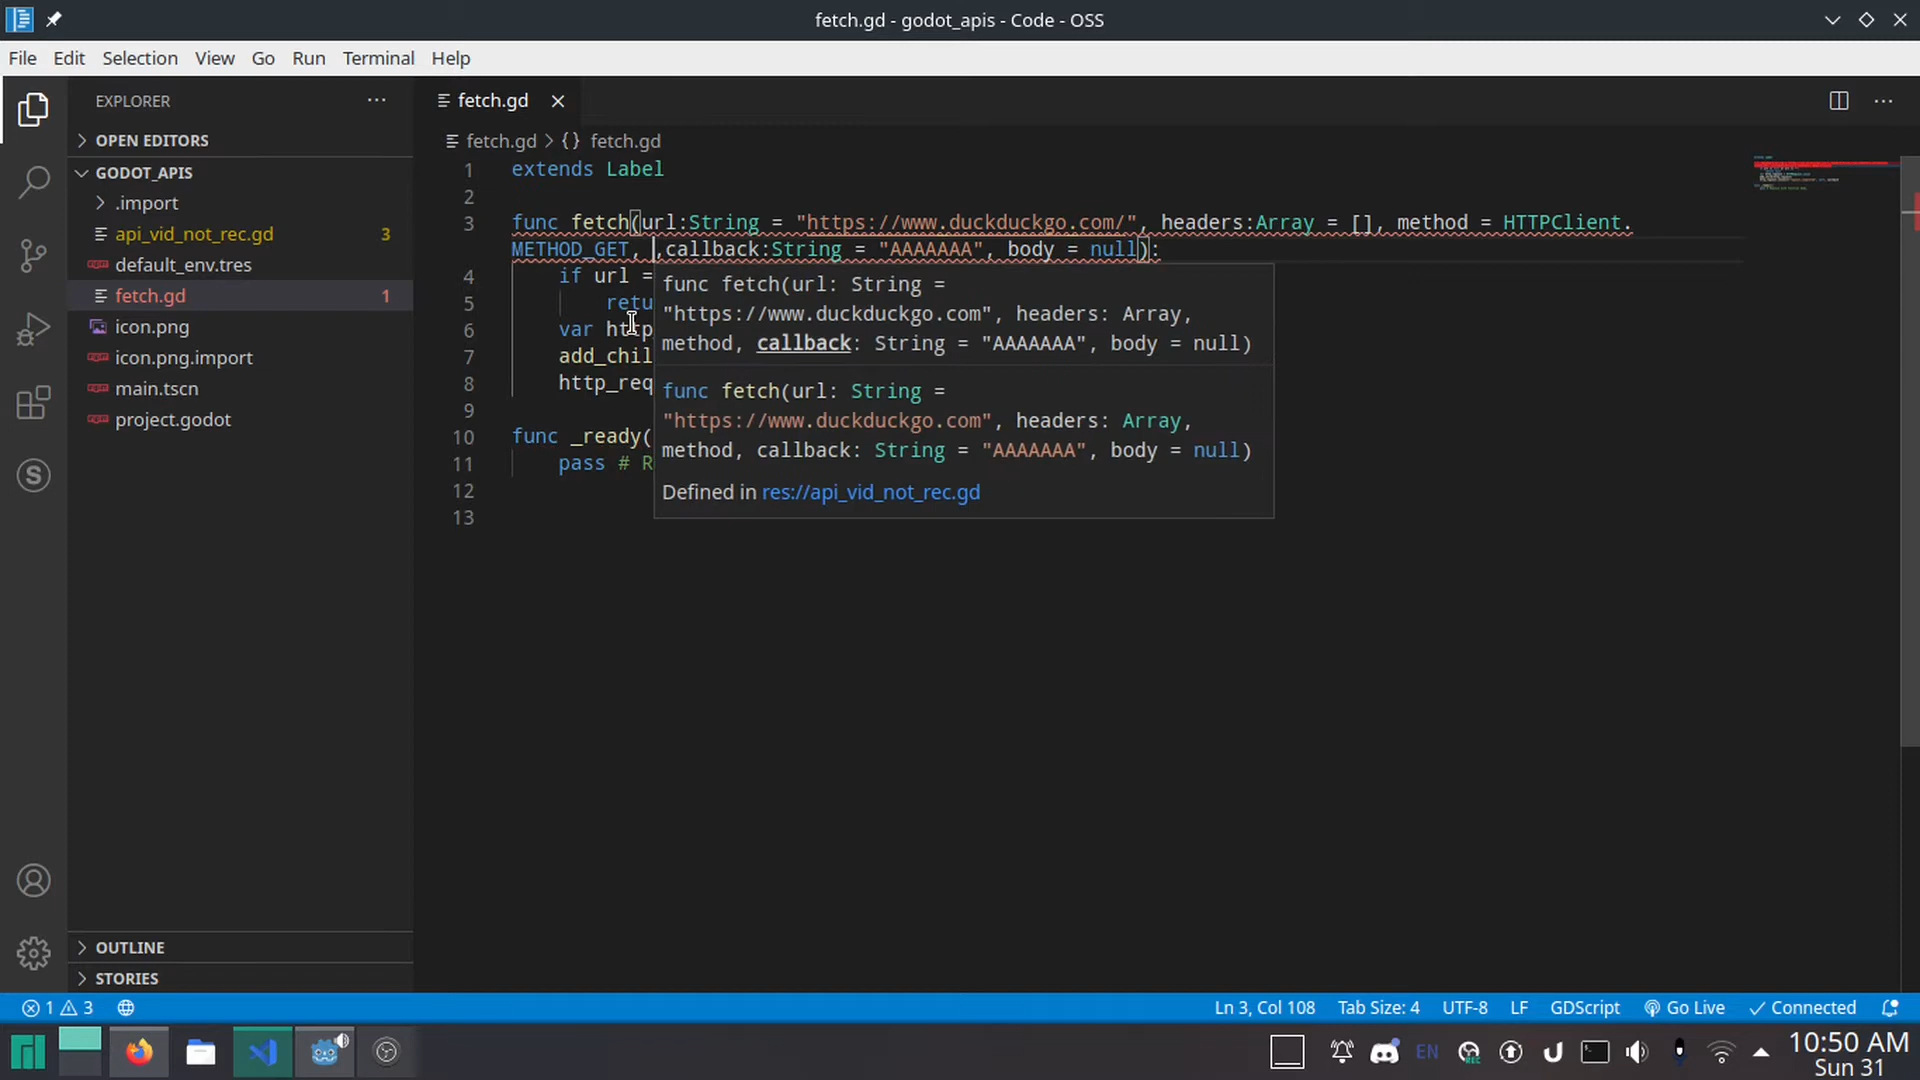 fetch.gd - godot_apis - Code - OSS
File Edit Selection View Go Run Terminal Help
EXPLORER
OPEN EDITORS
GODOT_APIS
.import
api_vid_not_rec.gd 3
default_env.tres
fetch.gd 1
icon.png
icon.png.import
main.tscn
project.godot
OUTLINE
STORIES
fetch.gd
fetch.gd > {} fetch.gd
1 extends Label
2
3 func fetch(url:String = "https://www.duckduckgo.com/", headers:Array = [], method = HTTPClient.
METHOD_GET, ,callback:String = "AAAAAAA", body = null):
4 if url =
5 retu
6 var http
7 add_chil
8 http_req
9
10 func _ready(
11 pass # R
12
13
func fetch(url: String =
"https://www.duckduckgo.com", headers: Array,
method, callback: String = "AAAAAAA", body = null)
func fetch(url: String =
"https://www.duckduckgo.com", headers: Array,
method, callback: String = "AAAAAAA", body = null)
Defined in res://api_vid_not_rec.gd
1 3 Ln 3, Col 108 Tab Size: 4 UTF-8 LF GDScript Go Live Connected
EN REC 10:50 AM
Sun 31